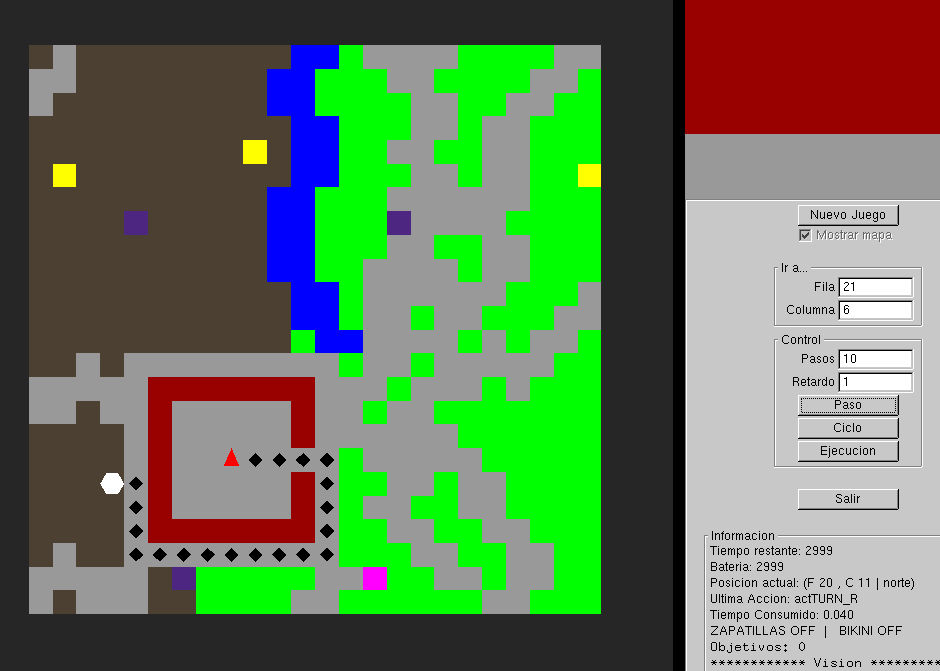 Nuevo Juego
Mostrar mapa
Ir a...
Fila 21
Columna 6
Control
Pasos 10
Retardo 1
Paso
Ciclo
Ejecucion
Salir
Informacion
Tiempo restante: 2999
Bateria: 2999
Posicion actual: (F 20 , C 11 | norte)
Ultima Accion: actTURN_R
Tiempo Consumido: 0.040
ZAPATILLAS OFF | BIKINI OFF
Objetivos: 0
************ Vision *********